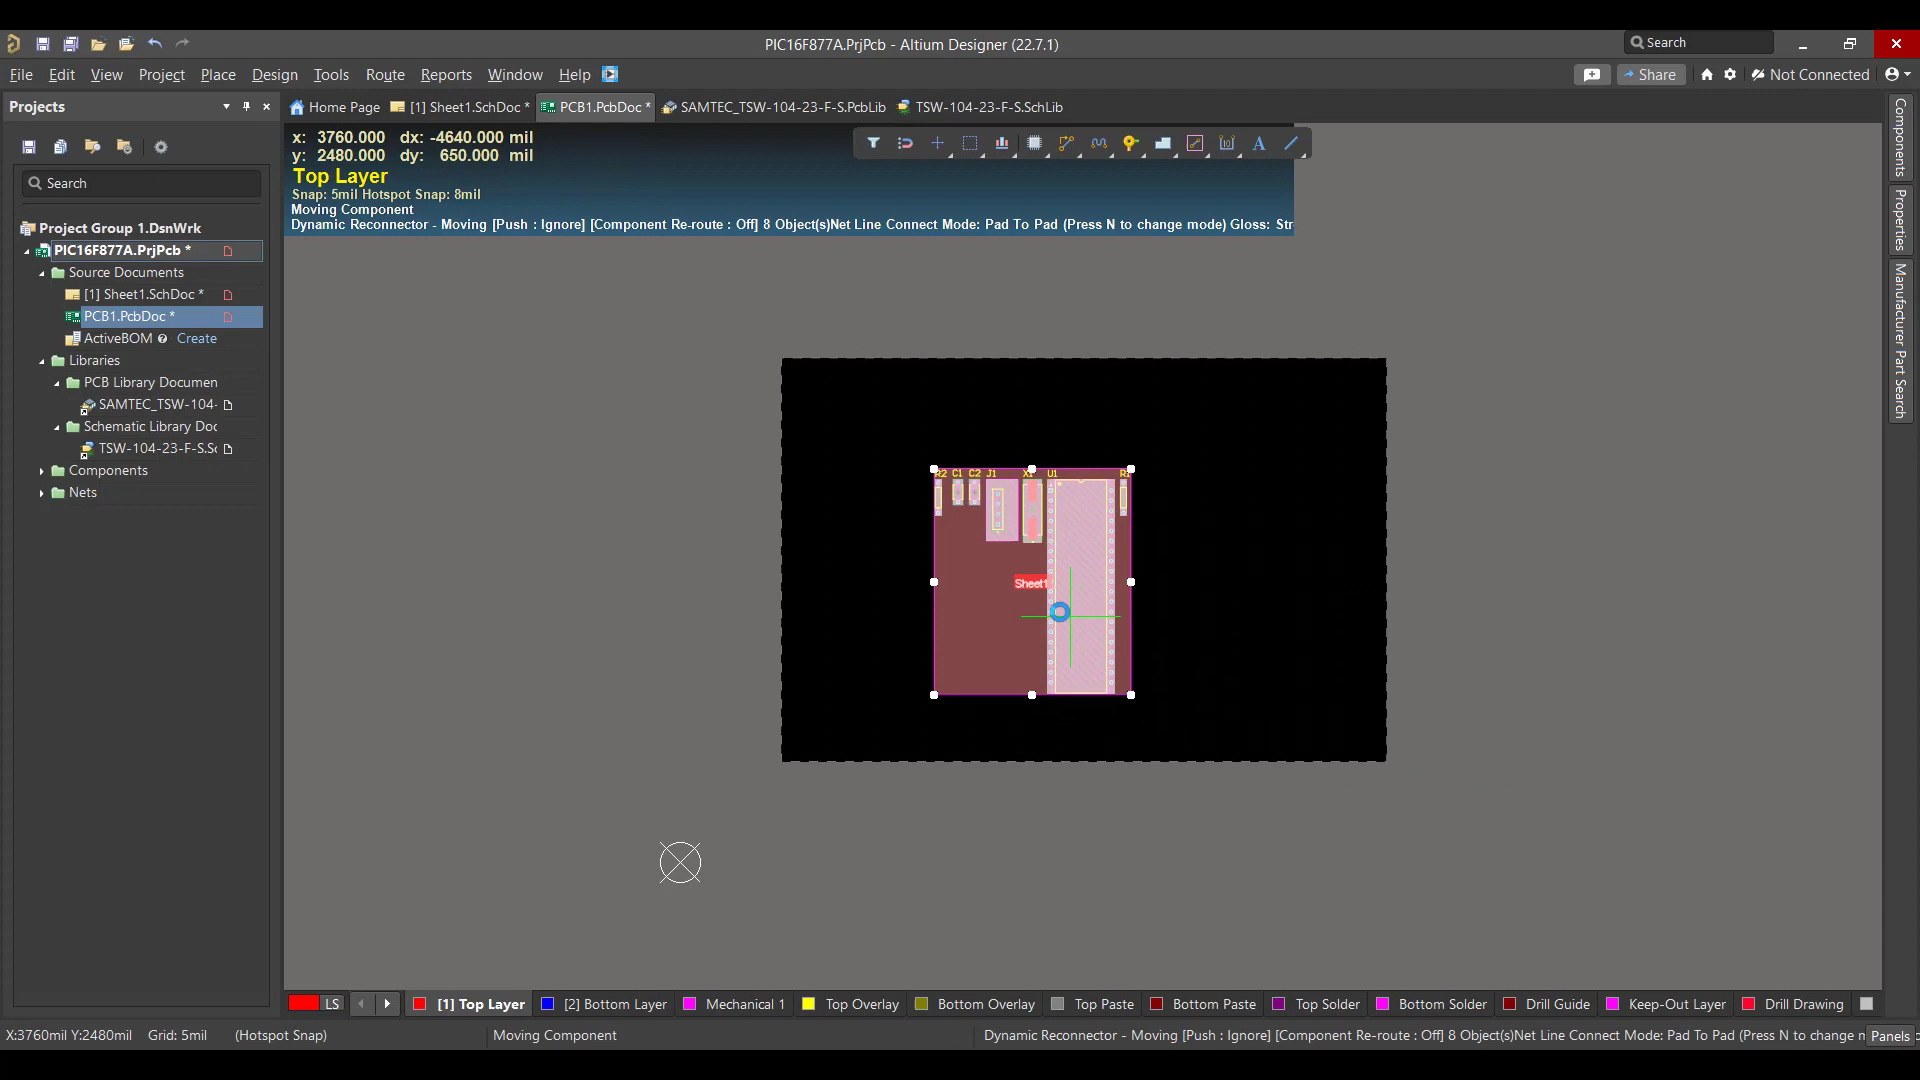 PIC16F877A.PrjPcb - Altium Designer (22.7.1)
Search
File Edit View Project Place Design Tools Route Reports Window Help
Share
Not Connected
Projects
Home Page
[1] Sheet1.SchDoc *
PCB1.PcbDoc *
SAMTEC_TSW-104-23-F-S.PcbLib
TSW-104-23-F-S.SchLib
x: 3760.000 dx: -4640.000 mil
y: 2480.000 dy: 650.000 mil
Top Layer
Snap: 5mil Hotspot Snap: 8mil
Moving Component
Dynamic Reconnector - Moving [Push : Ignore] [Component Re-route : Off] 8 Object(s)Net Line Connect Mode: Pad To Pad (Press N to change mode) Gloss: Str
Search
Project Group 1.DsnWrk
PIC16F877A.PrjPcb *
Source Documents
[1] Sheet1.SchDoc *
PCB1.PcbDoc *
ActiveBOM Create
Libraries
PCB Library Documen
SAMTEC_TSW-104-
Schematic Library Doc
TSW-104-23-F-S.Sc
Components
Nets
R2 C1 C2 J1 X1 U1 R1
Sheet1
Components
Properties
Manufacturer Part Search
LS
[1] Top Layer
[2] Bottom Layer
Mechanical 1
Top Overlay
Bottom Overlay
Top Paste
Bottom Paste
Top Solder
Bottom Solder
Drill Guide
Keep-Out Layer
Drill Drawing
X:3760mil Y:2480mil Grid: 5mil (Hotspot Snap)
Moving Component
Dynamic Reconnector - Moving [Push : Ignore] [Component Re-route : Off] 8 Object(s)Net Line Connect Mode: Pad To Pad (Press N to change n
Panels